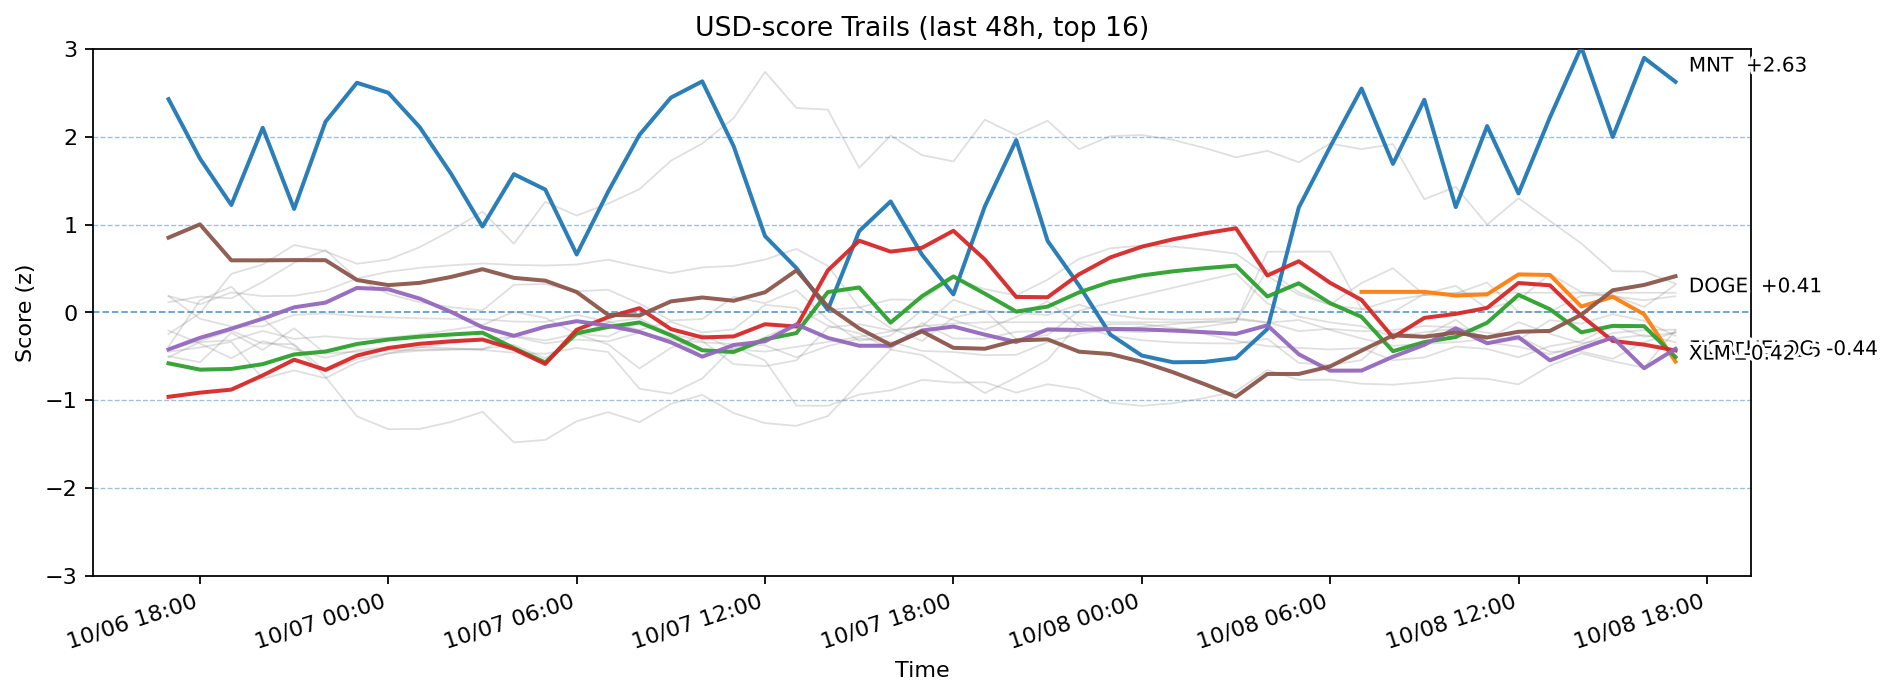 USD-score Trails (last 48h, top 16)
3
2
1
0
−1
−2
−3
Score (z)
MNT +2.63
DOGE +0.41
XLM -0.42
-0.44
10/06 18:00
10/07 00:00
10/07 06:00
10/07 12:00
10/07 18:00
10/08 00:00
10/08 06:00
10/08 12:00
10/08 18:00
Time